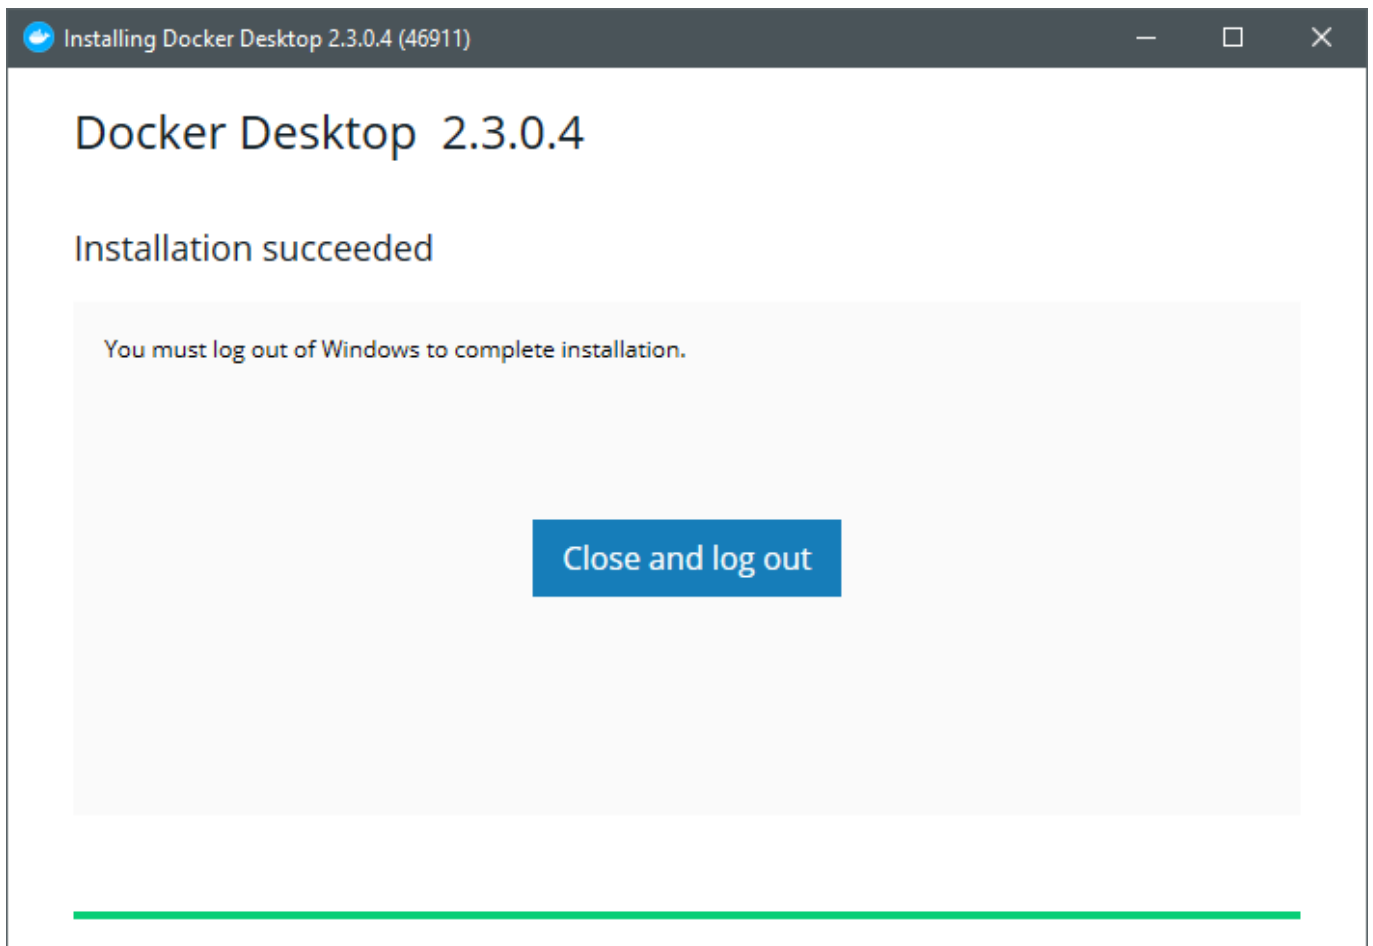 Installing Docker Desktop 2.3.0.4 (46911)
Docker Desktop 2.3.0.4
Installation succeeded
You must log out of Windows to complete installation.
Close and log out